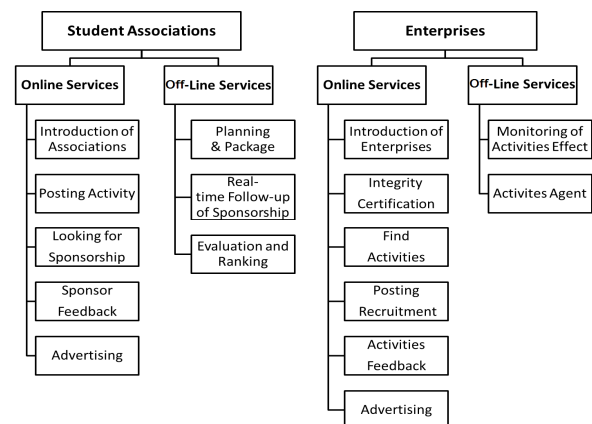 Student Associations
Online Services
Introduction of
Associations
Posting Activity
Looking for
Sponsorship
Sponsor
Feedback
Advertising
Off-Line Services
Planning
& Package
Real-
time Follow-up
of Sponsorship
Evaluation and
Ranking
Enterprises
Online Services
Introduction of
Enterprises
Integrity
Certification
Find
Activities
Posting
Recruitment
Activities
Feedback
Advertising
Off-Line Services
Monitoring of
Activities Effect
Activites Agent